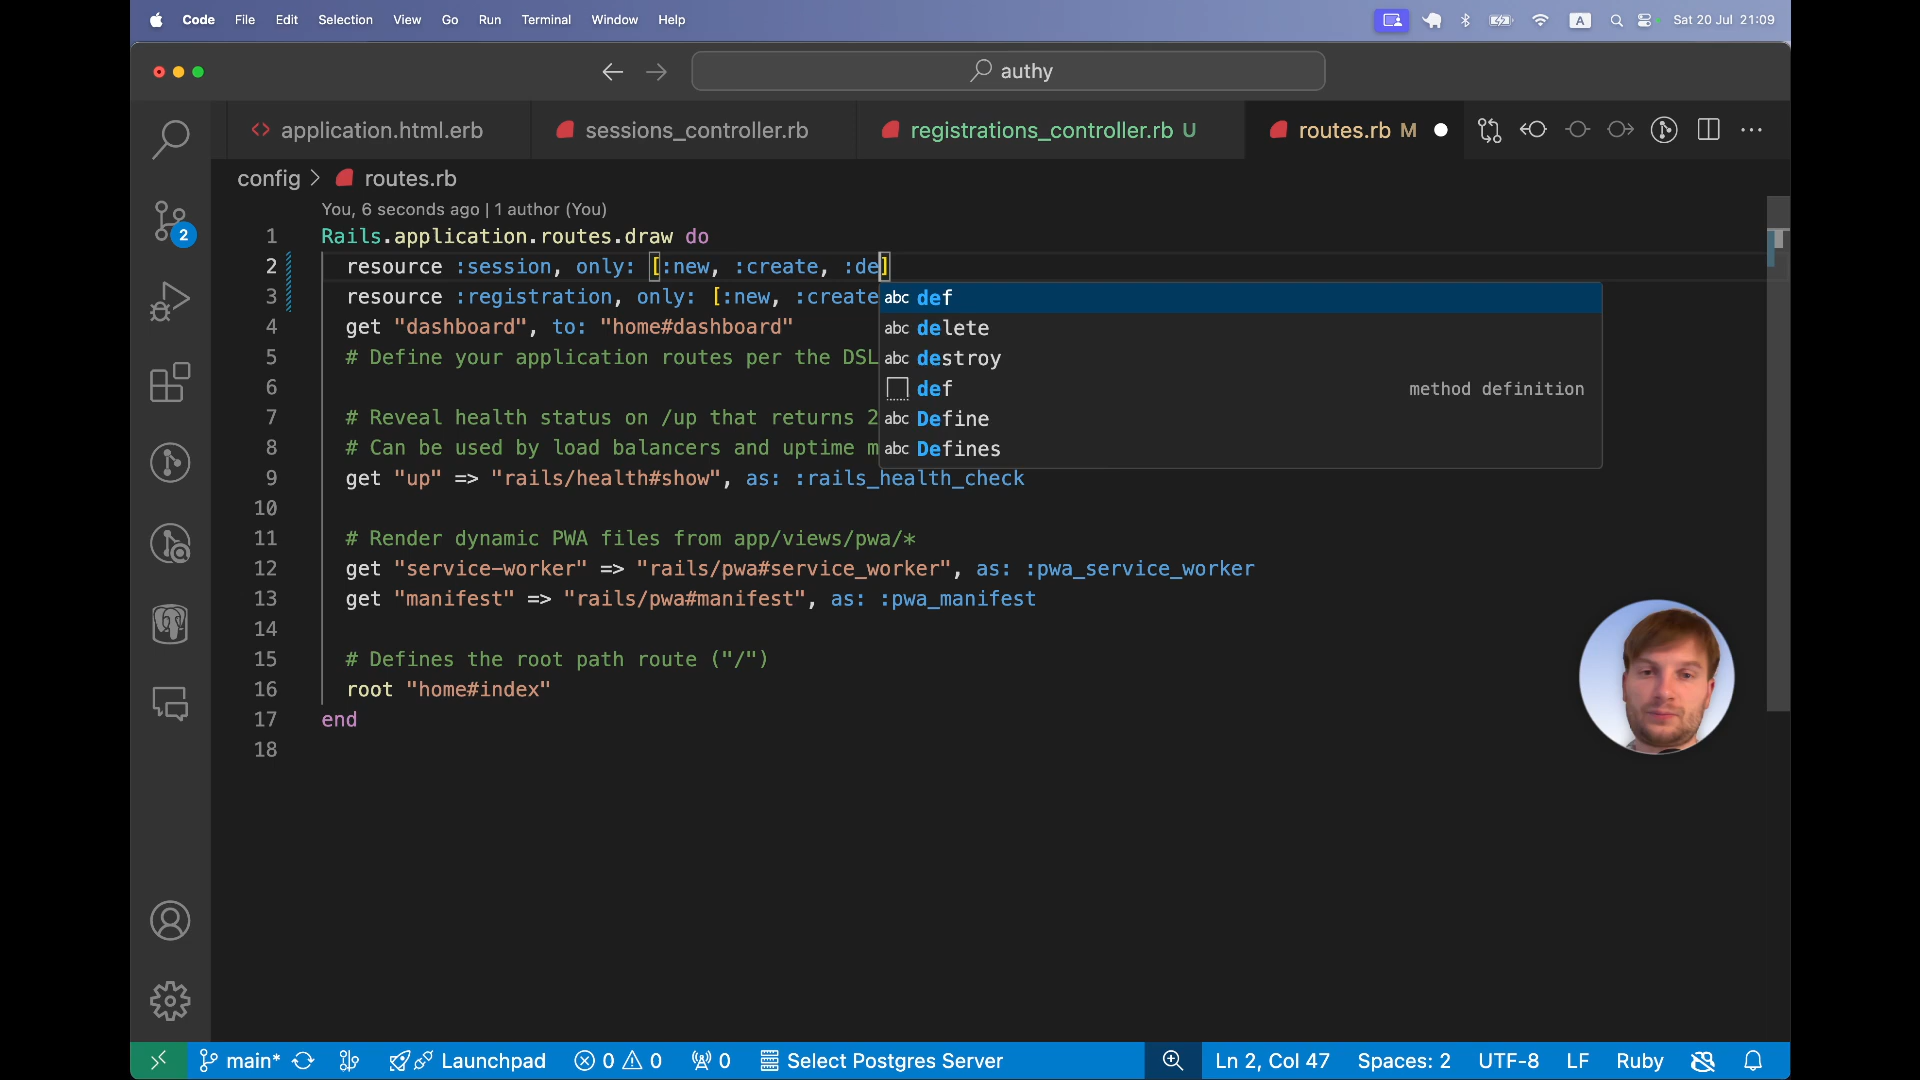 Code File Edit Selection View Go Run Terminal Window Help A Sat 20 Jul 21:09
authy
application.html.erb sessions_controller.rb registrations_controller.rb U routes.rb M
config > routes.rb
You, 6 seconds ago | 1 author (You)
1 Rails.application.routes.draw do
2 resource :session, only: [:new, :create, :de]
3 resource :registration, only: [:new, :create
abc def
4 get "dashboard", to: "home#dashboard"
abc delete
5 # Define your application routes per the DSL
abc destroy
6
def method definition
7 # Reveal health status on /up that returns 2
abc Define
8 # Can be used by load balancers and uptime m
abc Defines
9 get "up" => "rails/health#show", as: :rails_health_check
10
11 # Render dynamic PWA files from app/views/pwa/*
12 get "service-worker" => "rails/pwa#service_worker", as: :pwa_service_worker
13 get "manifest" => "rails/pwa#manifest", as: :pwa_manifest
14
15 # Defines the root path route ("/")
16 root "home#index"
17 end
18
2
main* Launchpad 0 0 0 Select Postgres Server Ln 2, Col 47 Spaces: 2 UTF-8 LF Ruby